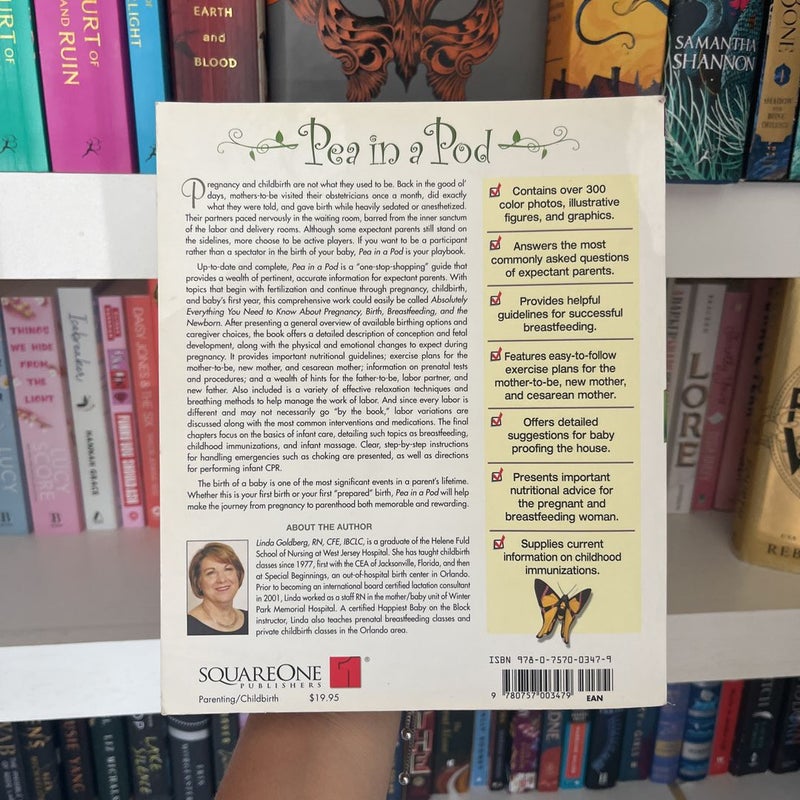 URT OF
AND RUIN
LIGHT
EARTH
and
BLOOD
SAMANTHA
SHANNON
BONE
SHADOW
AND
BONE
TRILOGY
Pea in a Pod
Pregnancy and childbirth are not what they used to be. Back in the good ol'
days, mothers-to-be visited their obstetricians once a month, did exactly
what they were told, and gave birth while heavily sedated or anesthetized.
Their partners paced nervously in the waiting room, barred from the inner sanctum
of the labor and delivery rooms. Although some expectant parents still stand on
the sidelines, more choose to be active players. If you want to be a participant
rather than a spectator in the birth of your baby, Pea in a Pod is your playbook.
Up-to-date and complete, Pea in a Pod is a "one-stop-shopping" guide that
provides a wealth of pertinent, accurate information for expectant parents. With
topics that begin with fertilization and continue through pregnancy, childbirth,
and baby's first year, this comprehensive work could easily be called Absolutely
Everything You Need to Know About Pregnancy, Birth, Breastfeeding, and the
Newborn. After presenting a general overview of available birthing options and
caregiver choices, the book offers a detailed description of conception and fetal
development, along with the physical and emotional changes to expect during
pregnancy. It provides important nutritional guidelines; exercise plans for the
mother-to-be, new mother, and cesarean mother; information on prenatal tests
and procedures; and a wealth of hints for the father-to-be, labor partner, and
new father. Also included is a variety of effective relaxation techniques and
breathing methods to help manage the work of labor. And since every labor is
different and may not necessarily go "by the book," labor variations are
discussed along with the most common interventions and medications. The final
chapters focus on the basics of infant care, detailing such topics as breastfeeding,
childhood immunizations, and infant massage. Clear, step-by-step instructions
for handling emergencies such as choking are presented, as well as directions
for performing infant CPR.
The birth of a baby is one of the most significant events in a parent's lifetime.
Whether this is your first birth or your first "prepared" birth, Pea in a Pod will help
make the journey from pregnancy to parenthood both memorable and rewarding.
ABOUT THE AUTHOR
Linda Goldberg, RN, CFE, IBCLC, is a graduate of the Helene Fuld
School of Nursing at West Jersey Hospital. She has taught childbirth
classes since 1977, first with the CEA of Jacksonville, Florida, and then
at Special Beginnings, an out-of-hospital birth center in Orlando.
Prior to becoming an international board certified lactation consultant
in 2001, Linda worked as a staff RN in the mother/baby unit of Winter
Park Memorial Hospital. A certified Happiest Baby on the Block
instructor, Linda also teaches prenatal breastfeeding classes and
private childbirth classes in the Orlando area.
SQUAREONE
PUBLISHERS
®
Parenting/Childbirth $19.95
Contains over 300
color photos, illustrative
figures, and graphics.
Answers the most
commonly asked questions
of expectant parents.
Provides helpful
guidelines for successful
breastfeeding.
Features easy-to-follow
exercise plans for the
mother-to-be, new mother,
and cesarean mother.
Offers detailed
suggestions for baby
proofing the house.
Presents important
nutritional advice for
the pregnant and
breastfeeding woman.
Supplies current
information on childhood
immunizations.
ISBN 978-0-7570-0347-9
9 780757 003479
EAN
LUCY
THINGS
WE HIDE
FROM THE
LIGHT
LUCY
SCORE
Icebreaker
HANNAH GRACE
DAISY JONES & THE SIX
LORE
REB